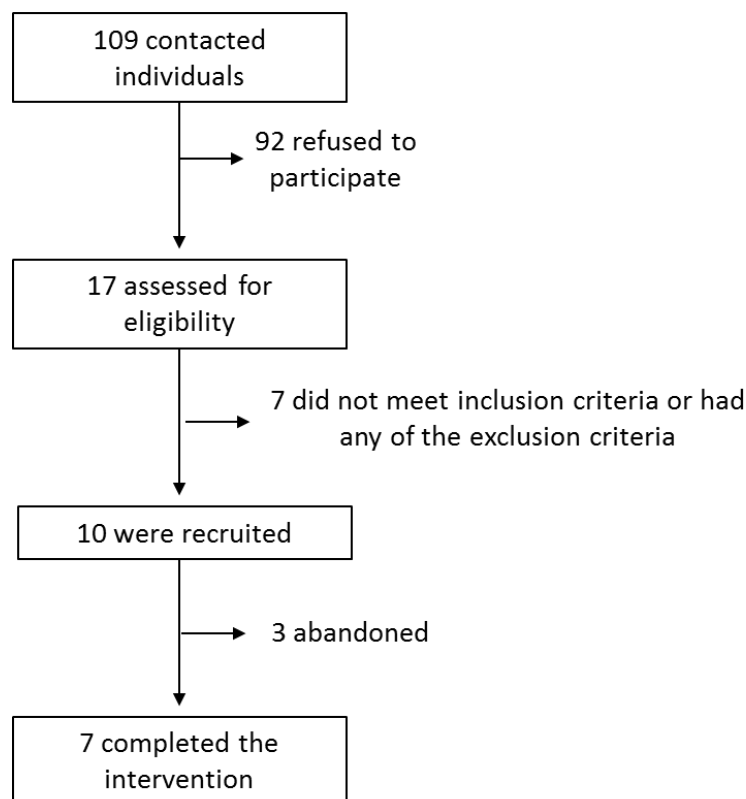 109 contacted
individuals
92 refused to
participate
17 assessed for
eligibility
7 did not meet inclusion criteria or had
any of the exclusion criteria
10 were recruited
3 abandoned
7 completed the
intervention